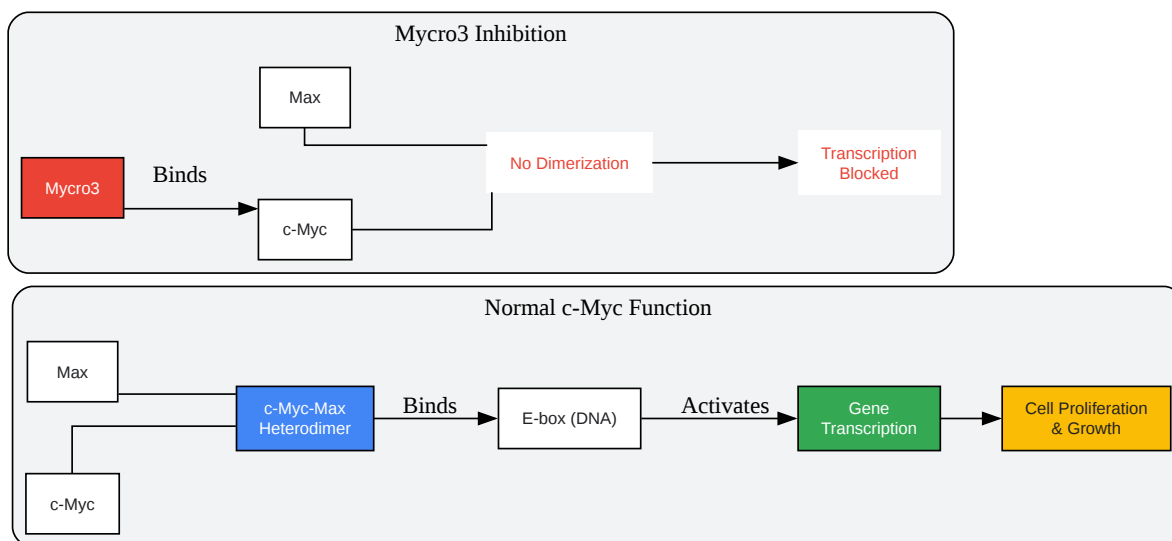 Mycro3 Inhibition
Max
No Dimerization
Transcription
Blocked
Mycro3
Binds
c-Myc
Normal c-Myc Function
Max
c-Myc-Max
Heterodimer
Binds
E-box (DNA)
Activates
Gene
Transcription
Cell Proliferation
& Growth
c-Myc